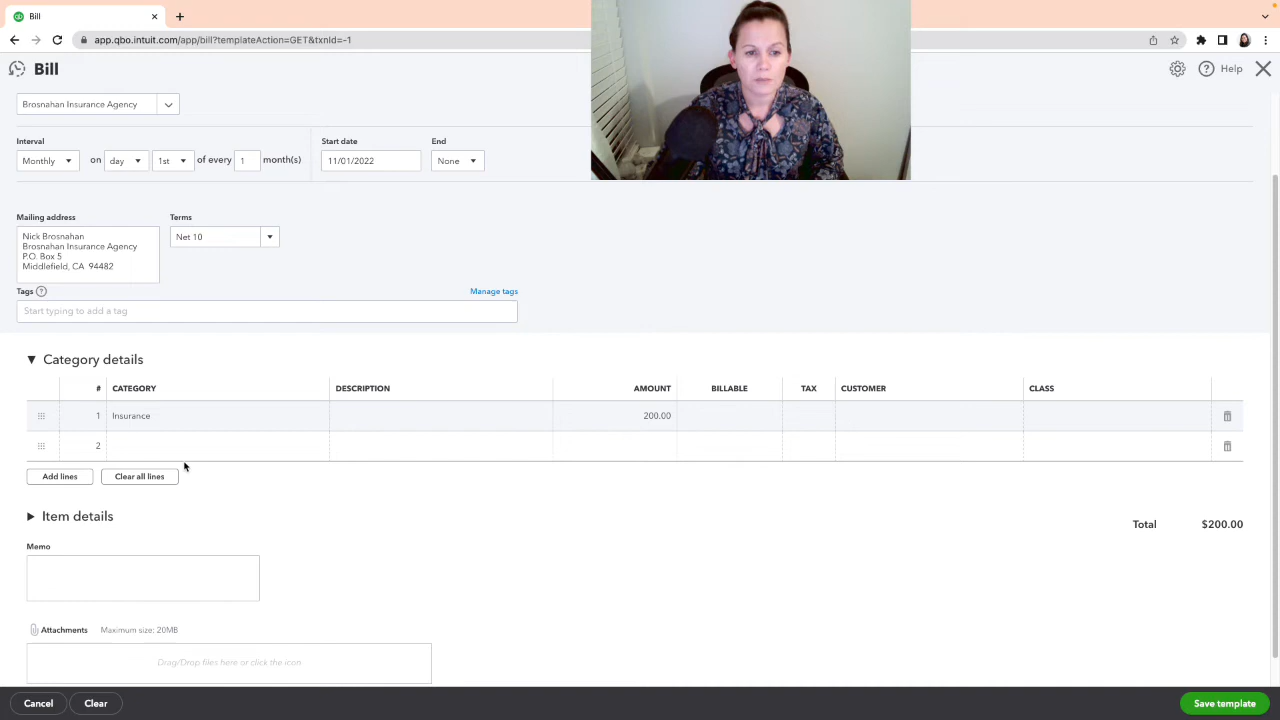 Bill
app.qbo.intuit.com/app/bill?templateAction=GET&txnId=-1
Bill
Help
Brosnahan Insurance Agency
Interval
Start date
End
Monthly
on
day
1st
of every
1
month(s)
11/01/2022
None
Mailing address
Terms
Nick Brosnahan
Brosnahan Insurance Agency
P.O. Box 5
Middlefield, CA 94482
Net 10
Tags
Manage tags
Start typing to add a tag
Category details
# CATEGORY DESCRIPTION AMOUNT BILLABLE TAX CUSTOMER CLASS
1 Insurance 200.00
2
Add lines
Clear all lines
Item details
Total $200.00
Memo
Attachments Maximum size: 20MB
Drag/Drop files here or click the icon
Cancel
Clear
Save template